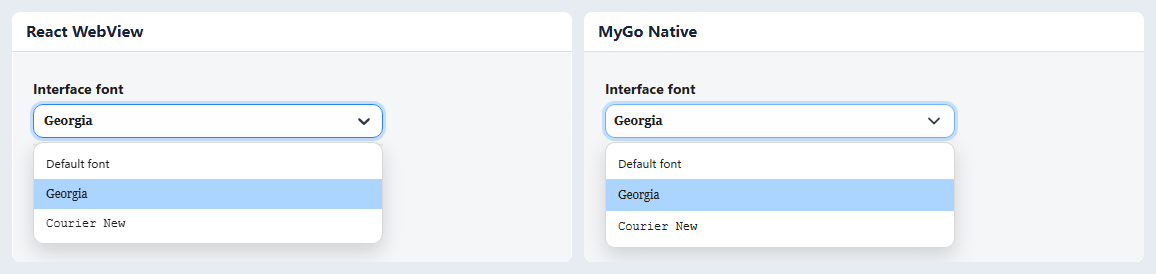 React WebView
Interface font
Georgia
Default font
Georgia
Courier New
MyGo Native
Interface font
Georgia
Default font
Georgia
Courier New